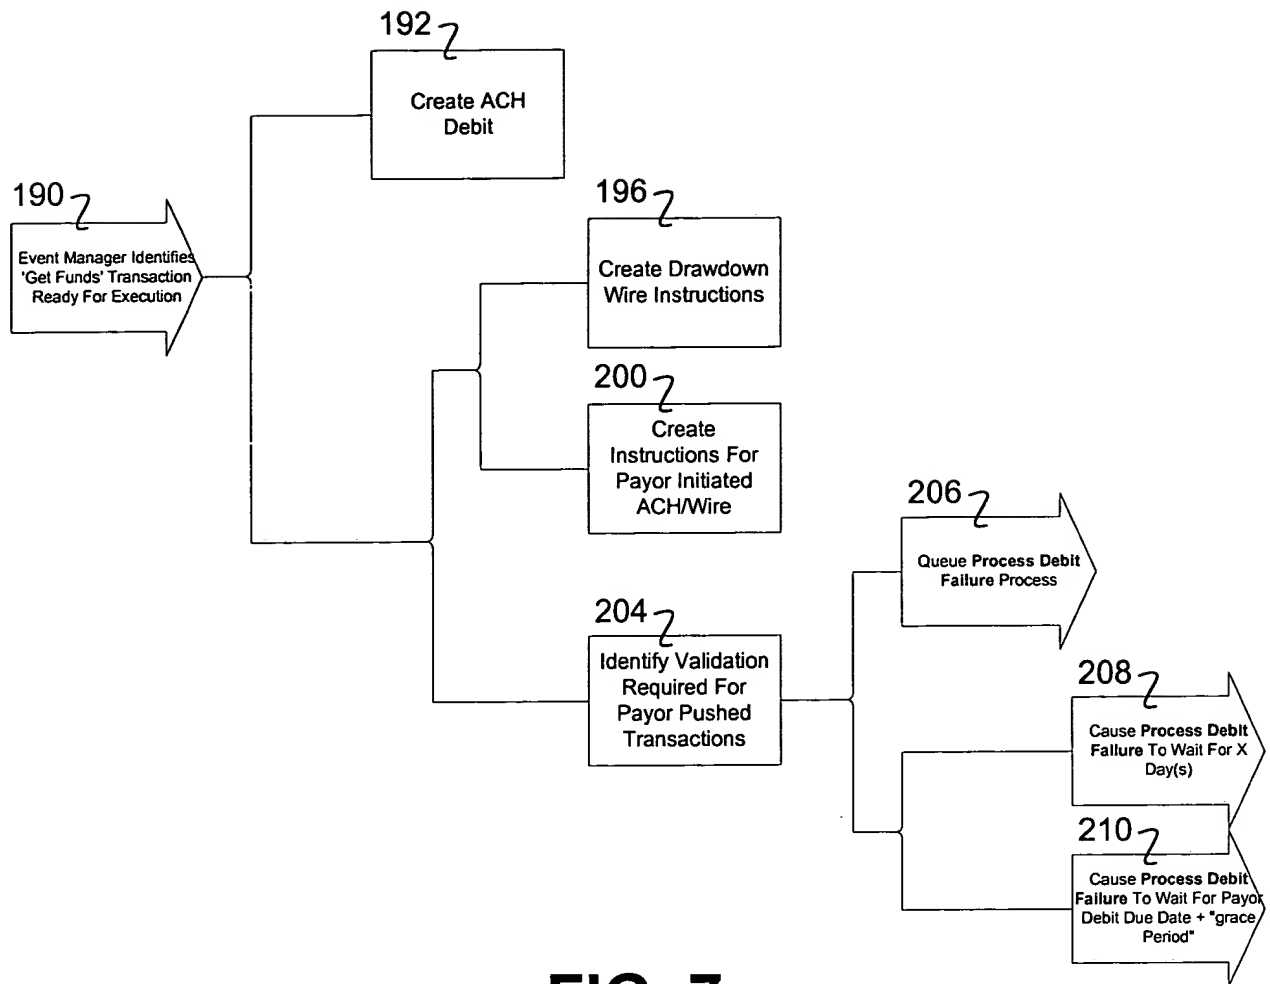 192
Create ACH
Debit
190
Event Manager Identifies
'Get Funds' Transaction
Ready For Execution
196
Create Drawdown
Wire Instructions
200
Create
Instructions For
Payor Initiated
ACH/Wire
204
Identify Validation
Required For
Payor Pushed
Transactions
206
Queue Process Debit
Failure Process
208
Cause Process Debit
Failure To Wait For X
Day(s)
210
Cause Process Debit
Failure To Wait For Payor
Debit Due Date + "grace
Period"
FIG. 7